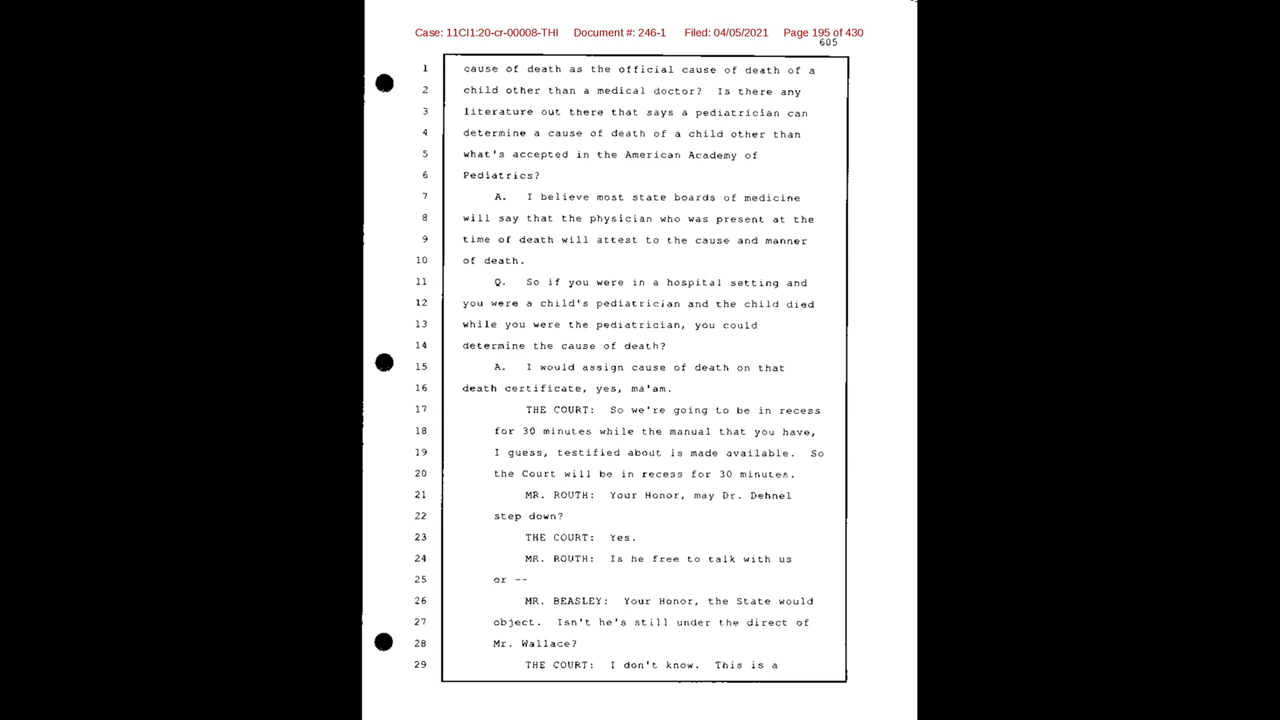 Case: 11CI1:20-cr-00008-THI Document #: 246-1 Filed: 04/05/2021 Page 195 of 430
605
1 cause of death as the official cause of death of a
2 child other than a medical doctor? Is there any
3 literature out there that says a pediatrician can
4 determine a cause of death of a child other than
5 what's accepted in the American Academy of
6 Pediatrics?
7 A. I believe most state boards of medicine
8 will say that the physician who was present at the
9 time of death will attest to the cause and manner
10 of death.
11 Q. So if you were in a hospital setting and
12 you were a child's pediatrician and the child died
13 while you were the pediatrician, you could
14 determine the cause of death?
15 A. I would assign cause of death on that
16 death certificate, yes, ma'am.
17 THE COURT: So we're going to be in recess
18 for 30 minutes while the manual that you have,
19 I guess, testified about is made available. So
20 the Court will be in recess for 30 minutes.
21 MR. ROUTH: Your Honor, may Dr. Dehnel
22 step down?
23 THE COURT: Yes.
24 MR. ROUTH: Is he free to talk with us
25 or --
26 MR. BEASLEY: Your Honor, the State would
27 object. Isn't he's still under the direct of
28 Mr. Wallace?
29 THE COURT: I don't know. This is a